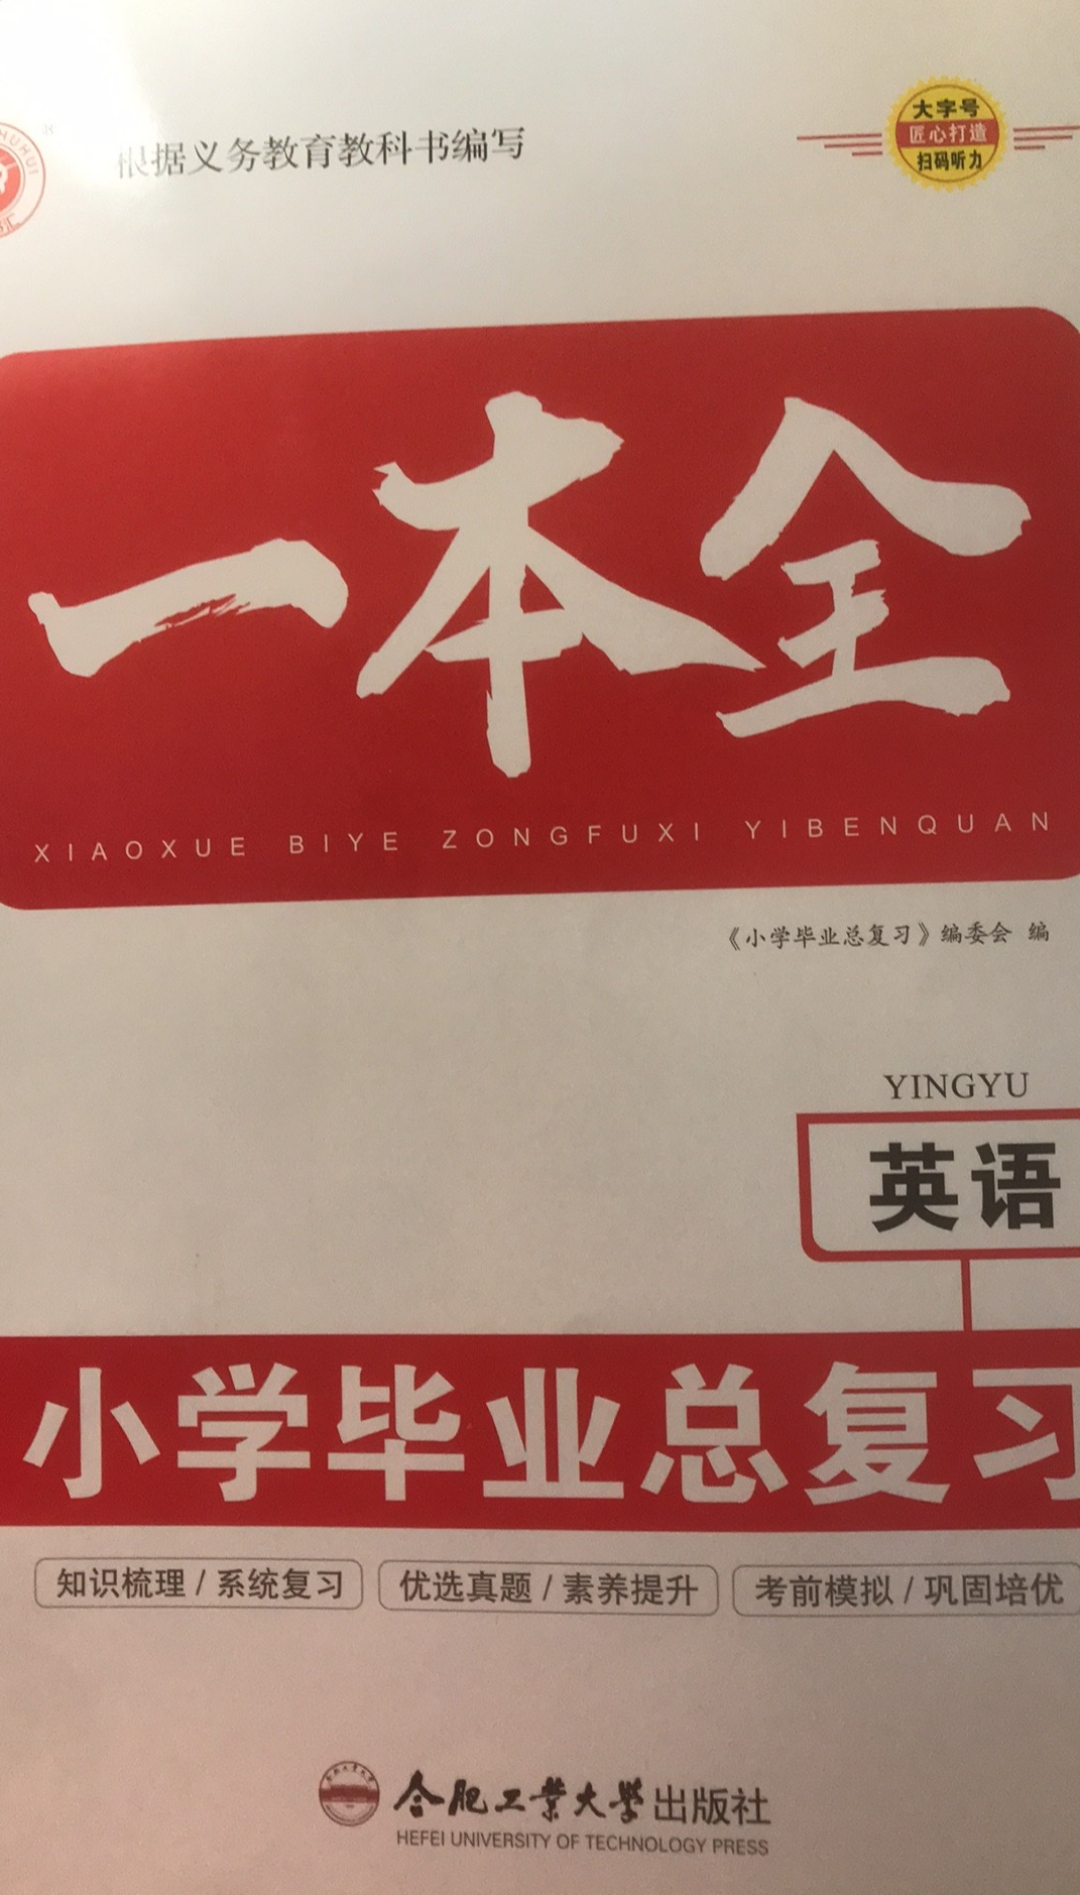 根据义务教育教科书编写
大字号
匠心打造
扫码听力
一本全
XIAOXUE BIYE ZONGFUXI YIBENQUAN
《小学毕业总复习》编委会 编
YINGYU
英语
小学毕业总复习
知识梳理 / 系统复习 优选真题 / 素养提升 考前模拟 / 巩固培优
合肥工业大学出版社
HEFEI UNIVERSITY OF TECHNOLOGY PRESS